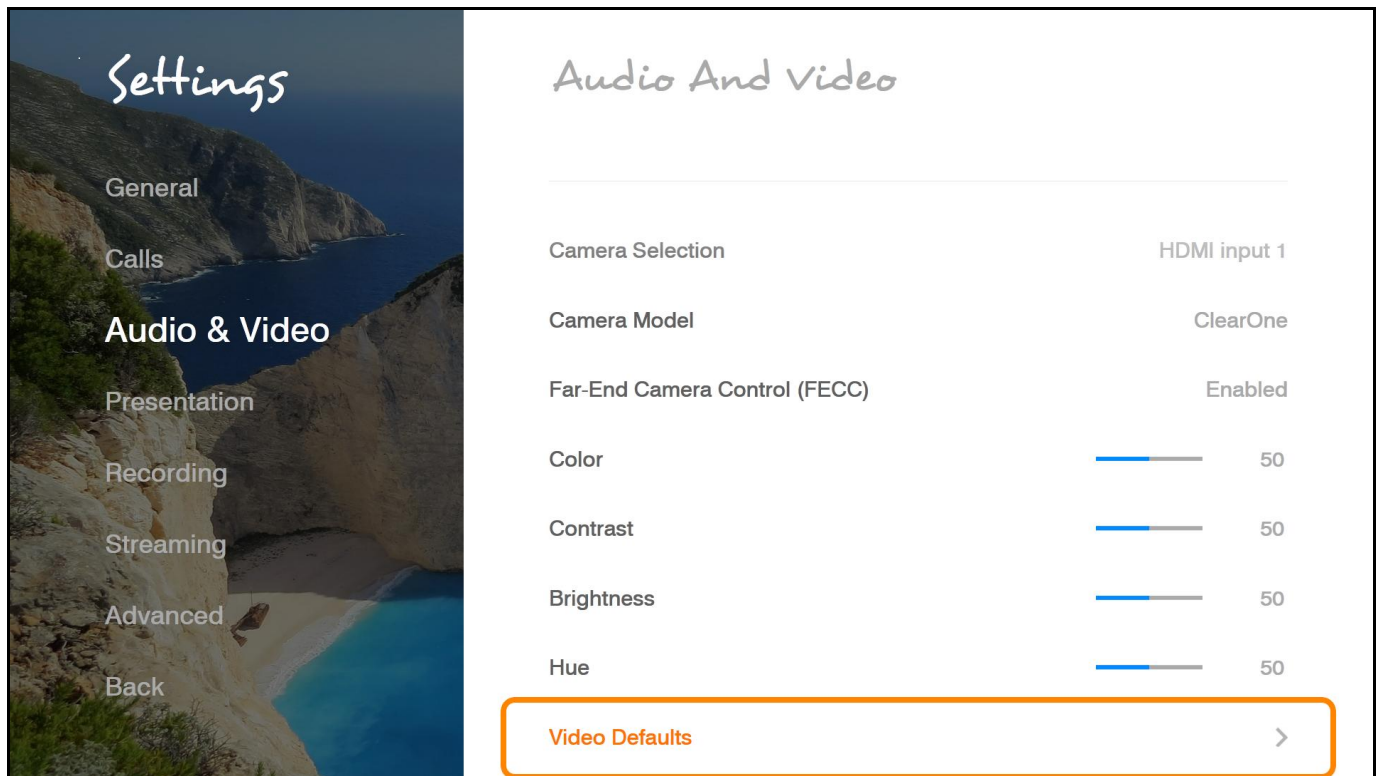 Settings
General
Calls
Audio & Video
Presentation
Recording
Streaming
Advanced
Back
Audio And Video
Camera Selection HDMI input 1
Camera Model ClearOne
Far-End Camera Control (FECC) Enabled
Color 50
Contrast 50
Brightness 50
Hue 50
Video Defaults